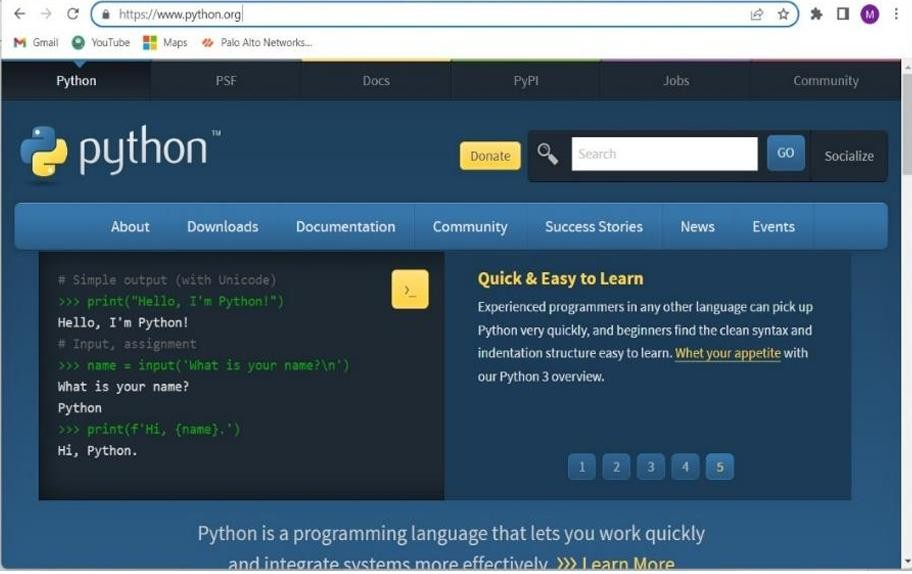 https://www.python.org
M
Gmail YouTube Maps Palo Alto Networks...
Python PSF Docs PyPI Jobs Community
python™
Donate Search GO Socialize
About Downloads Documentation Community Success Stories News Events
# Simple output (with Unicode)
>>> print("Hello, I'm Python!")
Hello, I'm Python!
# Input, assignment
>>> name = input('What is your name?\n')
What is your name?
Python
>>> print(f'Hi, {name}.')
Hi, Python.
>_
Quick & Easy to Learn
Experienced programmers in any other language can pick up
Python very quickly, and beginners find the clean syntax and
indentation structure easy to learn. Whet your appetite with
our Python 3 overview.
1 2 3 4 5
Python is a programming language that lets you work quickly
and integrate systems more effectively. >>> Learn More